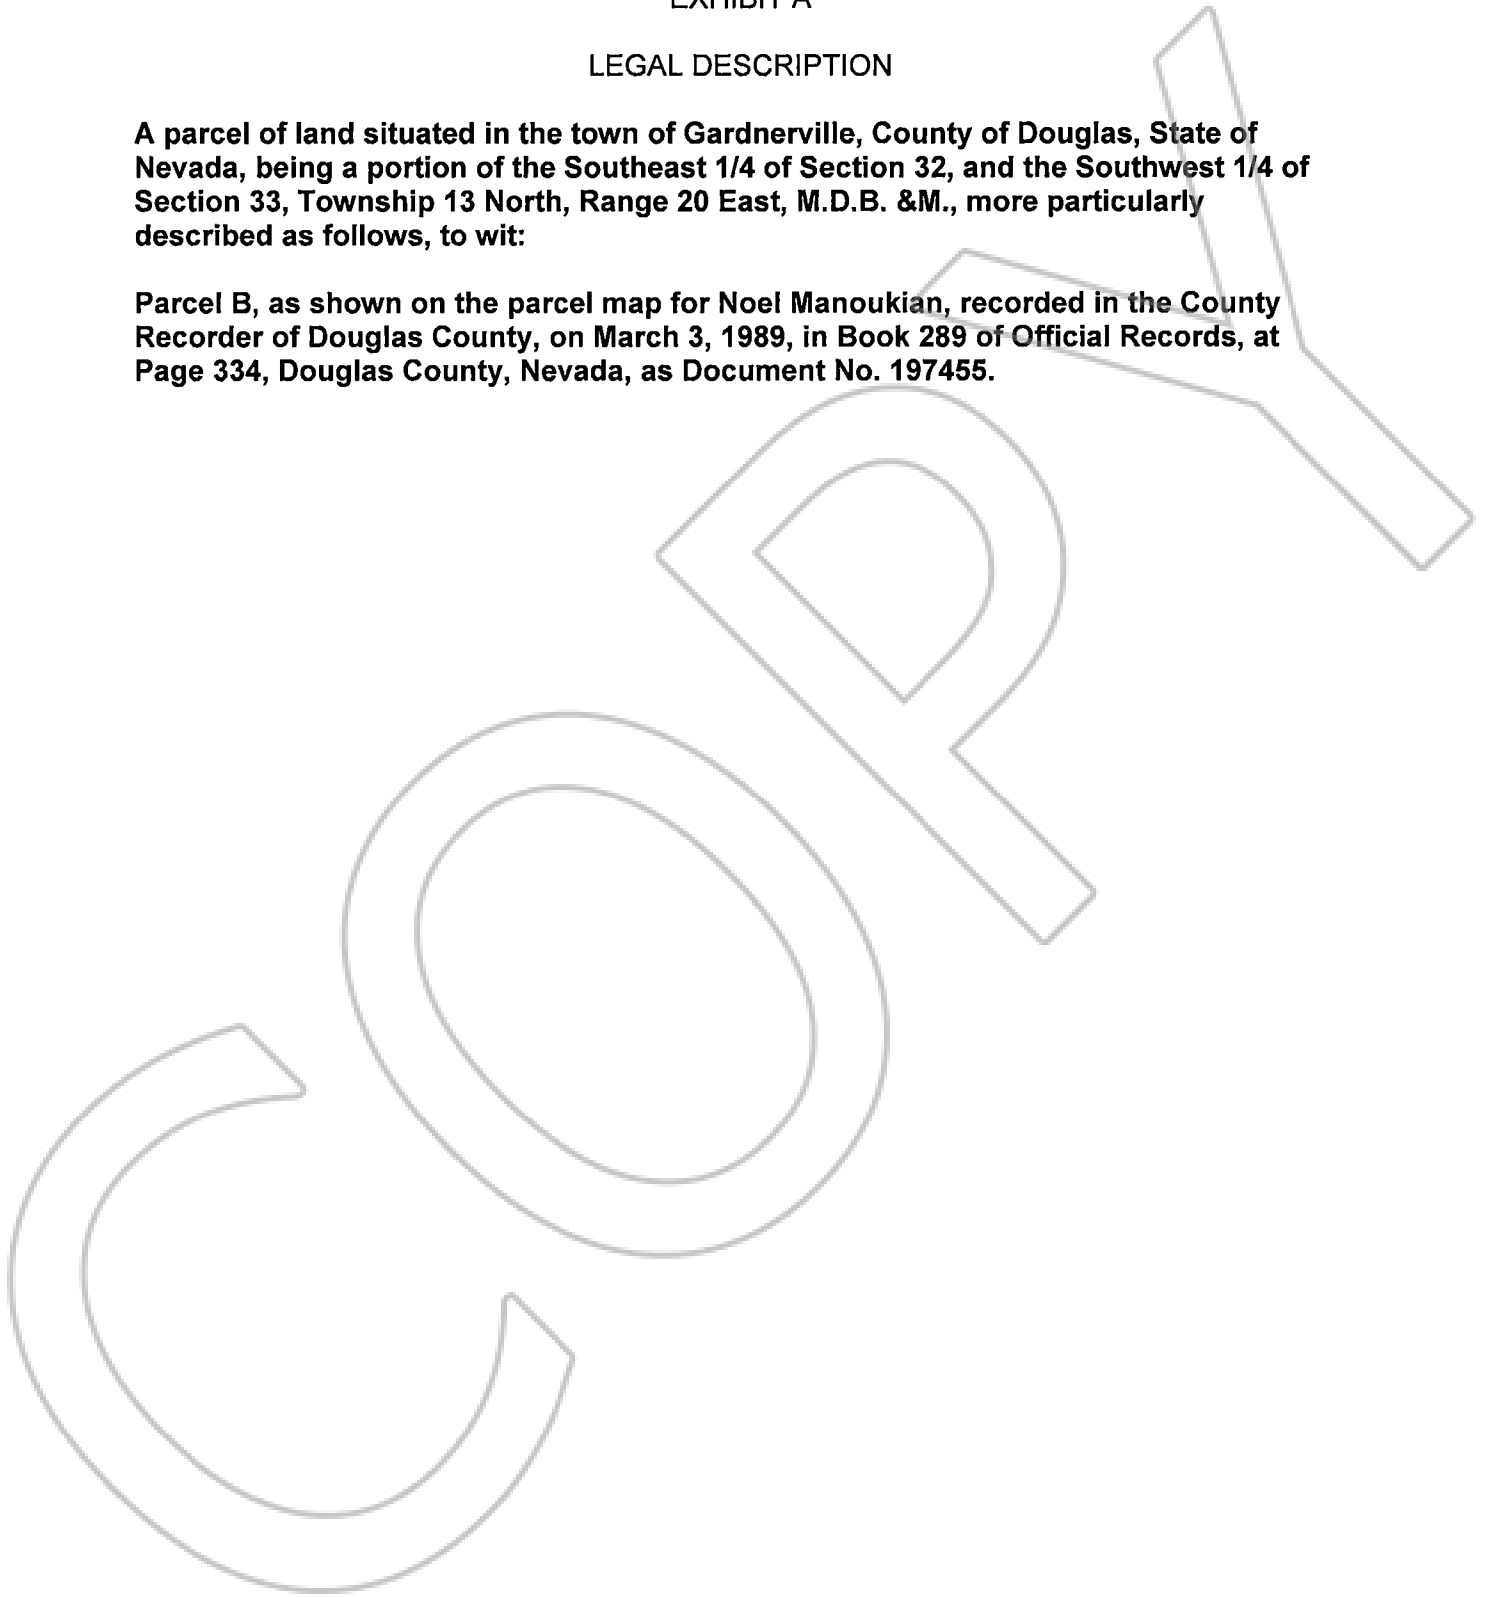 EXHIBIT A
LEGAL DESCRIPTION
A parcel of land situated in the town of Gardnerville, County of Douglas, State of
Nevada, being a portion of the Southeast 1/4 of Section 32, and the Southwest 1/4 of
Section 33, Township 13 North, Range 20 East, M.D.B. &M., more particularly
described as follows, to wit:
Parcel B, as shown on the parcel map for Noel Manoukian, recorded in the County
Recorder of Douglas County, on March 3, 1989, in Book 289 of Official Records, at
Page 334, Douglas County, Nevada, as Document No. 197455.
COPY